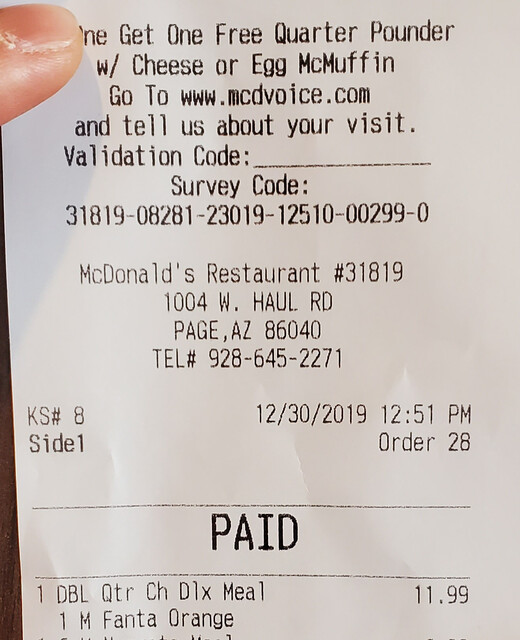 One Get One Free Quarter Pounder
w/ Cheese or Egg McMuffin
Go To www.mcdvoice.com
and tell us about your visit.
Validation Code:
Survey Code:
31819-08281-23019-12510-00299-0
McDonald's Restaurant #31819
1004 W. HAUL RD
PAGE,AZ 86040
TEL# 928-645-2271
KS# 8 12/30/2019 12:51 PM
Side1 Order 28
PAID
1 DBL Qtr Ch Dlx Meal 11.99
1 M Fanta Orange